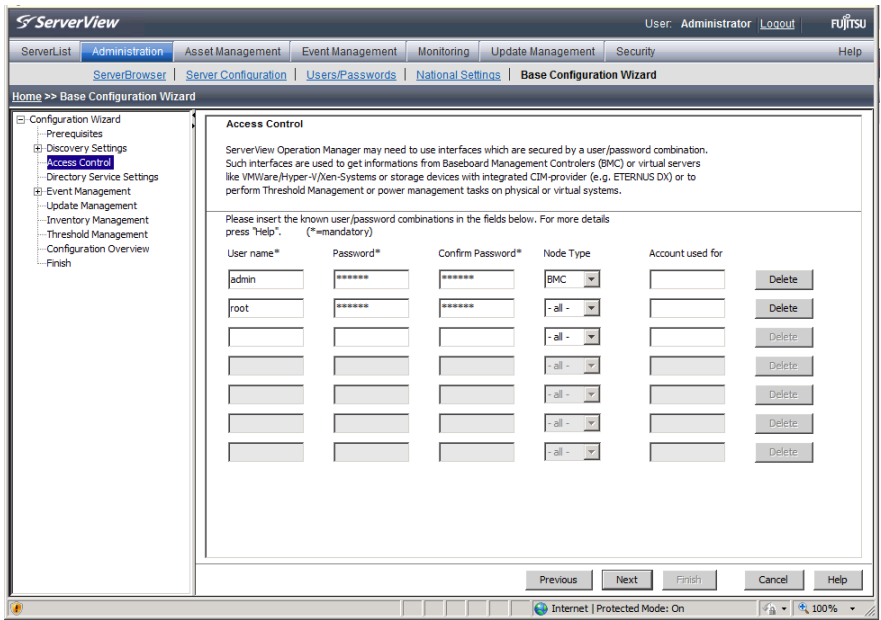 ServerView
User: Administrator Logout
FUJITSU
ServerList Administration Asset Management Event Management Monitoring Update Management Security Help
ServerBrowser | Server Configuration | Users/Passwords | National Settings | Base Configuration Wizard
Home >> Base Configuration Wizard
Configuration Wizard
Prerequisites
Discovery Settings
Access Control
Directory Service Settings
Event Management
Update Management
Inventory Management
Threshold Management
Configuration Overview
Finish
Access Control
ServerView Operation Manager may need to use interfaces which are secured by a user/password combination.
Such interfaces are used to get informations from Baseboard Management Controlers (BMC) or virtual servers
like VMWare/Hyper-V/Xen-Systems or storage devices with integrated CIM-provider (e.g. ETERNUS DX) or to
perform Threshold Management or power management tasks on physical or virtual systems.
Please insert the known user/password combinations in the fields below. For more details
press "Help". (*=mandatory)
User name* Password* Confirm Password* Node Type Account used for
admin ****** ****** BMC Delete
root ****** ****** - all - Delete
- all - Delete
- all - Delete
- all - Delete
- all - Delete
- all - Delete
Previous Next Finish Cancel Help
Internet | Protected Mode: On 100%